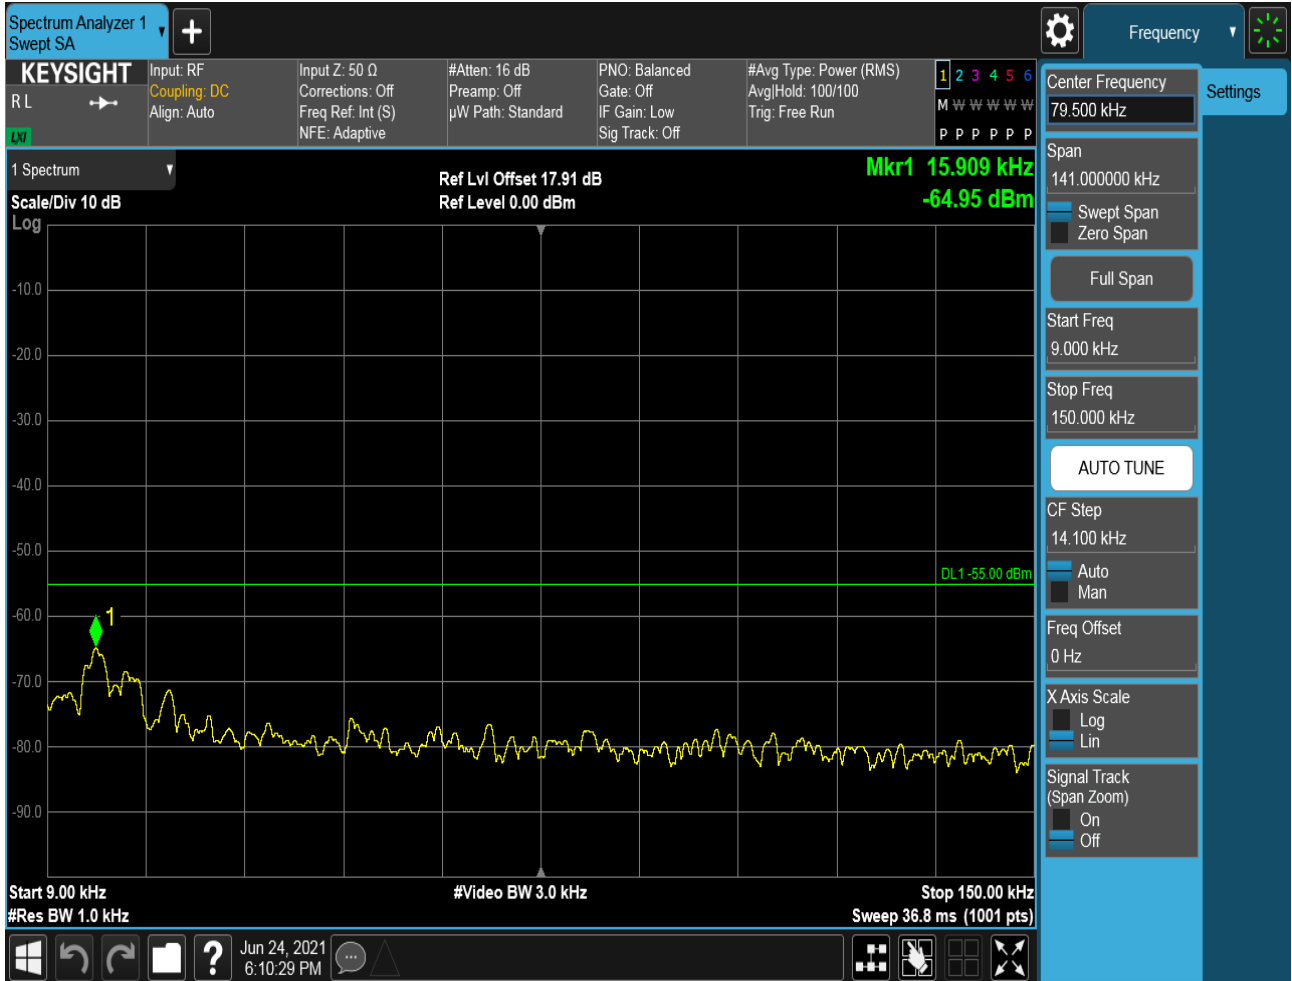 Spectrum Analyzer 1
Swept SA
Frequency
KEYSIGHT
R L
LXI
Input: RF
Coupling: DC
Align: Auto
Input Z: 50 Ω
Corrections: Off
Freq Ref: Int (S)
NFE: Adaptive
#Atten: 16 dB
Preamp: Off
µW Path: Standard
PNO: Balanced
Gate: Off
IF Gain: Low
Sig Track: Off
#Avg Type: Power (RMS)
Avg|Hold: 100/100
Trig: Free Run
1 2 3 4 5 6
M W W W W W
P P P P P P
1 Spectrum
Scale/Div 10 dB
Log
Ref Lvl Offset 17.91 dB
Ref Level 0.00 dBm
Mkr1 15.909 kHz
-64.95 dBm
-10.0
-20.0
-30.0
-40.0
-50.0
DL1 -55.00 dBm
-60.0
1
-70.0
-80.0
-90.0
Start 9.00 kHz
#Video BW 3.0 kHz
Stop 150.00 kHz
#Res BW 1.0 kHz
Sweep 36.8 ms (1001 pts)
Jun 24, 2021
6:10:29 PM
Settings
Center Frequency
79.500 kHz
Span
141.000000 kHz
Swept Span
Zero Span
Full Span
Start Freq
9.000 kHz
Stop Freq
150.000 kHz
AUTO TUNE
CF Step
14.100 kHz
Auto
Man
Freq Offset
0 Hz
X Axis Scale
Log
Lin
Signal Track
(Span Zoom)
On
Off